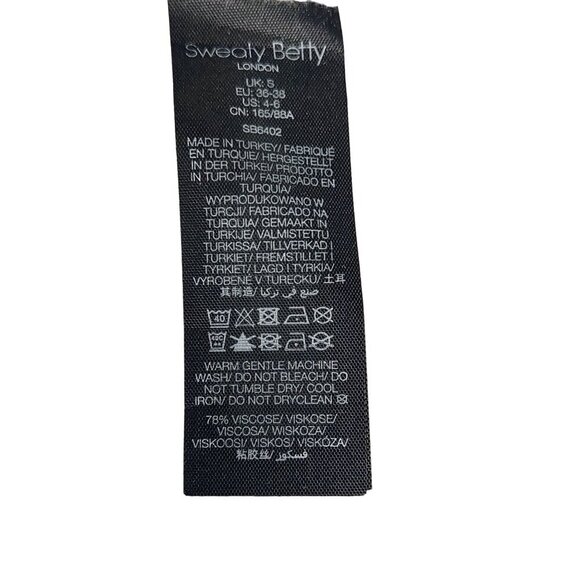 Sweaty Betty
LONDON
UK: S
EU: 36-38
US: 4-6
CN: 165/88A
SB6402
MADE IN TURKEY/ FABRIQUÉ
EN TURQUIE/ HERGESTELLT
IN DER TÜRKEI/ PRODOTTO
IN TURCHIA/ FABRICADO EN
TURQUÍA/
WYPRODUKOWANO W
TURCJI/ FABRICADO NA
TURQUIA/ GEMAAKT IN
TURKIJE/ VALMISTETTU
TURKISSA/ TILLVERKAD I
TURKIET/ FREMSTILLET I
TYRKIET/ LAGD I TYRKIA/
VYROBENÉ V TURECKU/ 土耳
其制造/ صنع في تركيا/
40
40C
WARM GENTLE MACHINE
WASH/ DO NOT BLEACH/ DO
NOT TUMBLE DRY/ COOL
IRON/ DO NOT DRYCLEAN
78% VISCOSE/ VISKOSE/
VISCOSA/ WISKOZA/
VISKOOSI/ VISKOS/ VISKÓZA/
粘胶丝/ فسكوز/